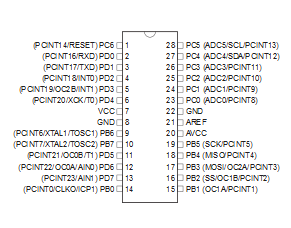 (PCINT14/RESET) PC6 1 28 PC5 (ADC5/SCL/PCINT13)
(PCINT16/RXD) PD0 2 27 PC4 (ADC4/SDA/PCINT12)
(PCINT17/TXD) PD1 3 26 PC3 (ADC3/PCINT11)
(PCINT18/INT0) PD2 4 25 PC2 (ADC2/PCINT10)
(PCINT19/OC2B/INT1) PD3 5 24 PC1 (ADC1/PCINT9)
(PCINT20/XCK/T0) PD4 6 23 PC0 (ADC0/PCINT8)
VCC 7 22 GND
GND 8 21 AREF
(PCINT6/XTAL1/TOSC1) PB6 9 20 AVCC
(PCINT7/XTAL2/TOSC2) PB7 10 19 PB5 (SCK/PCINT5)
(PCINT21/OC0B/T1) PD5 11 18 PB4 (MISO/PCINT4)
(PCINT22/OC0A/AIN0) PD6 12 17 PB3 (MOSI/OC2A/PCINT3)
(PCINT23/AIN1) PD7 13 16 PB2 (SS/OC1B/PCINT2)
(PCINT0/CLKO/ICP1) PB0 14 15 PB1 (OC1A/PCINT1)